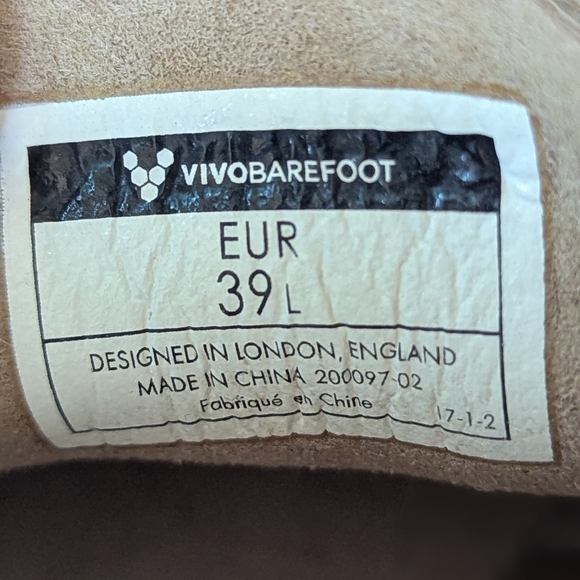 VIVOBAREFOOT
EUR
39 L
DESIGNED IN LONDON, ENGLAND
MADE IN CHINA 200097-02
Fabriqué en Chine
17-1-2